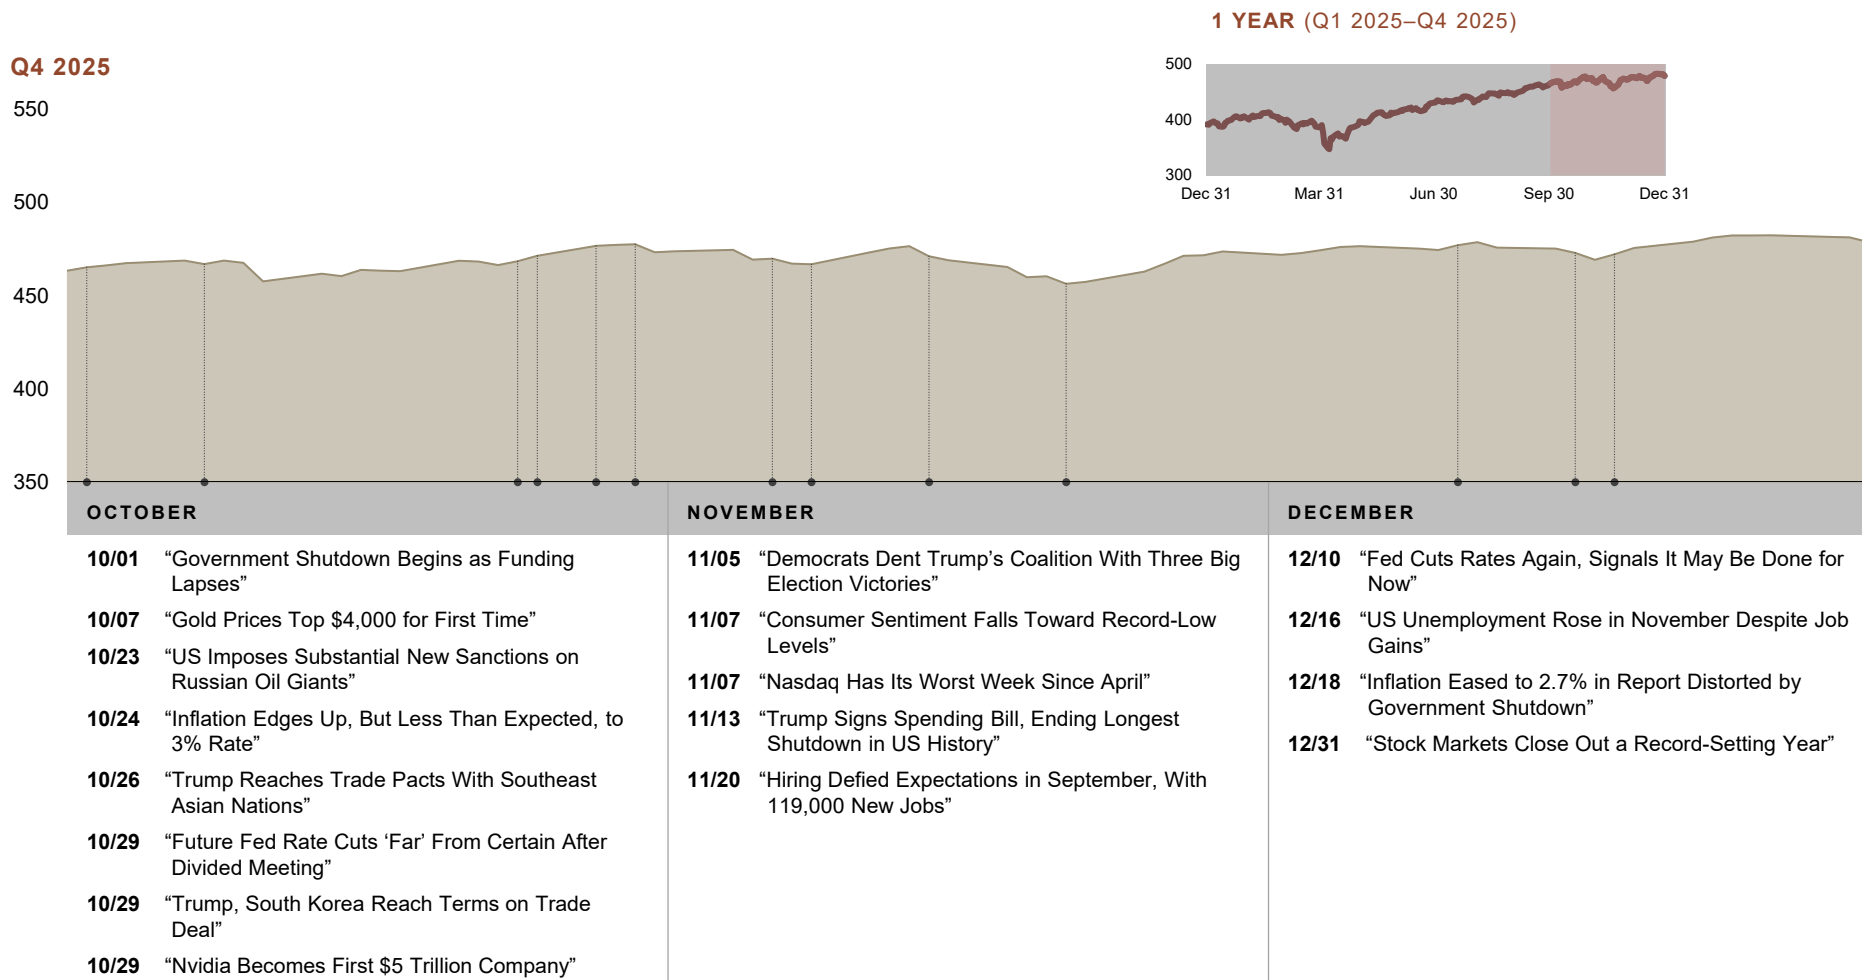 1 YEAR (Q1 2025–Q4 2025)
Q4 2025
500
400
300
Dec 31
Mar 31
Jun 30
Sep 30
Dec 31
550
500
450
400
350
OCTOBER
10/01 “Government Shutdown Begins as Funding
Lapses”
10/07 “Gold Prices Top $4,000 for First Time”
10/23 “US Imposes Substantial New Sanctions on
Russian Oil Giants”
10/24 “Inflation Edges Up, But Less Than Expected, to
3% Rate”
10/26 “Trump Reaches Trade Pacts With Southeast
Asian Nations”
10/29 “Future Fed Rate Cuts ‘Far’ From Certain After
Divided Meeting”
10/29 “Trump, South Korea Reach Terms on Trade
Deal”
10/29 “Nvidia Becomes First $5 Trillion Company”
NOVEMBER
11/05 “Democrats Dent Trump’s Coalition With Three Big
Election Victories”
11/07 “Consumer Sentiment Falls Toward Record-Low
Levels”
11/07 “Nasdaq Has Its Worst Week Since April”
11/13 “Trump Signs Spending Bill, Ending Longest
Shutdown in US History”
11/20 “Hiring Defied Expectations in September, With
119,000 New Jobs”
DECEMBER
12/10 “Fed Cuts Rates Again, Signals It May Be Done for
Now”
12/16 “US Unemployment Rose in November Despite Job
Gains”
12/18 “Inflation Eased to 2.7% in Report Distorted by
Government Shutdown”
12/31 “Stock Markets Close Out a Record-Setting Year”